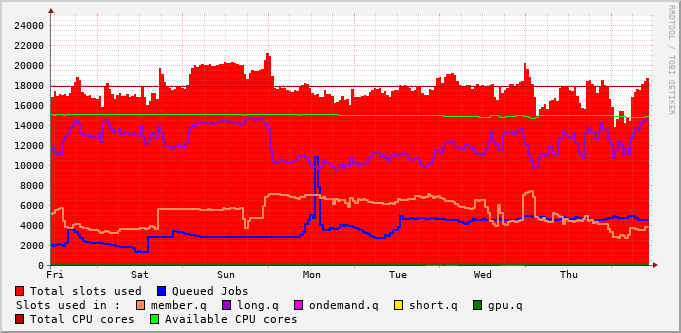 RRDTOOL / TOBI OETIKER
24000
22000
20000
18000
16000
14000
12000
10000
8000
6000
4000
2000
0
Fri Sat Sun Mon Tue Wed Thu
Total slots used Queued Jobs
Slots used in : member.q long.q ondemand.q short.q gpu.q
Total CPU cores Available CPU cores